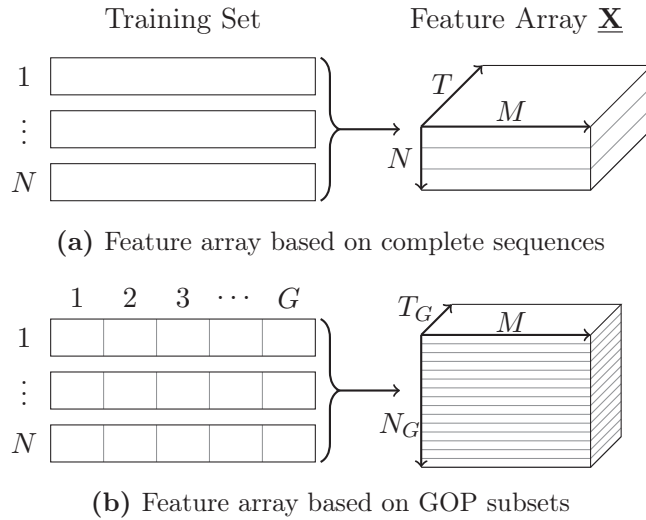 Training Set Feature Array X
1
⋮
N
T
M
N
(a) Feature array based on complete sequences
1 2 3 ⋯ G
1
⋮
N
T_G
M
N_G
(b) Feature array based on GOP subsets